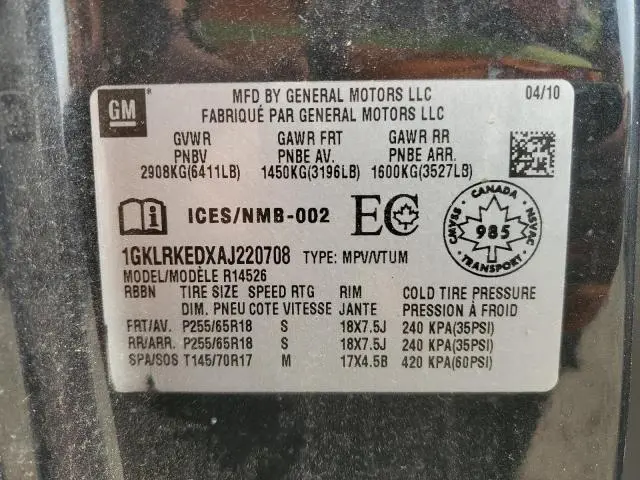 GM
MFD BY GENERAL MOTORS LLC 04/10
FABRIQUÉ PAR GENERAL MOTORS LLC
GVWR GAWR FRT GAWR RR
PNBV PNBE AV. PNBE ARR.
2908KG(6411LB) 1450KG(3196LB) 1600KG(3527LB)
ICES/NMB-002 EC
CANADA
CMVSS 985 NSVAC
TRANSPORT
1GKLRKEDXAJ220708 TYPE: MPV/VTUM
MODEL/MODÈLE R14526
RBBN TIRE SIZE SPEED RTG RIM COLD TIRE PRESSURE
DIM. PNEU COTE VITESSE JANTE PRESSION À FROID
FRT/AV. P255/65R18 S 18X7.5J 240 KPA(35PSI)
RR/ARR. P255/65R18 S 18X7.5J 240 KPA(35PSI)
SPA/SOS T145/70R17 M 17X4.5B 420 KPA(60PSI)